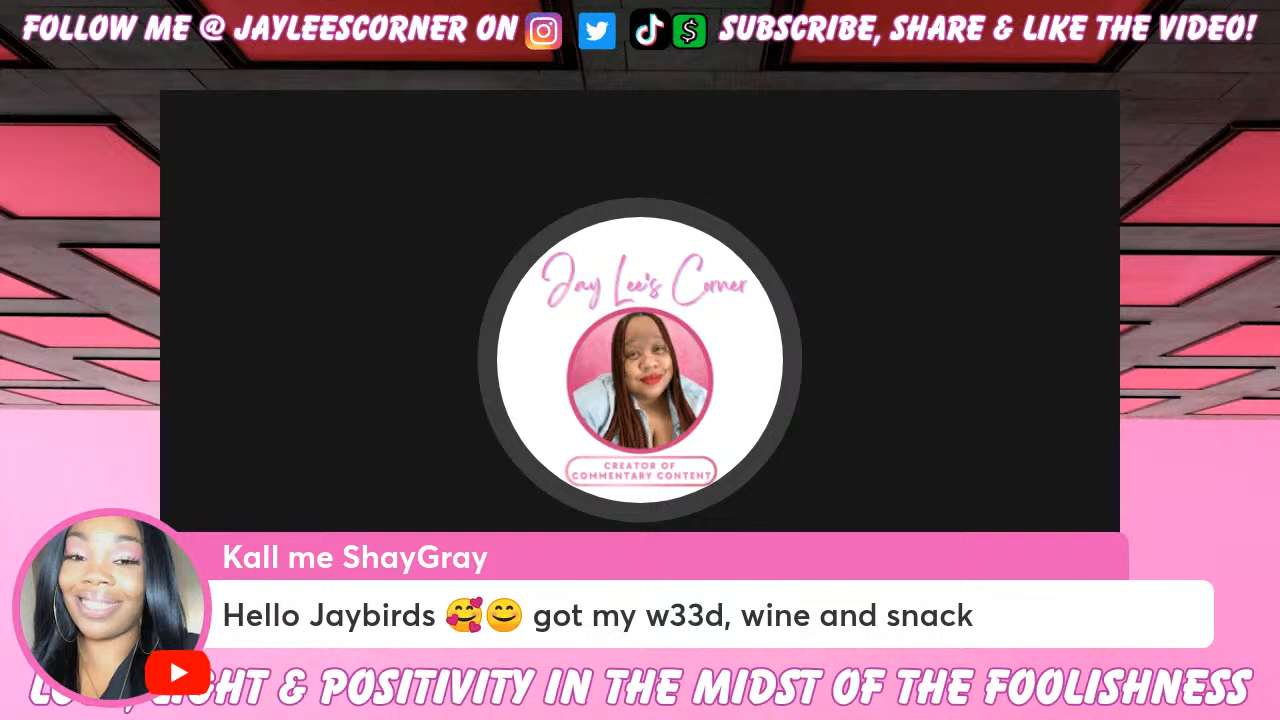 FOLLOW ME @ JAYLEESCORNER ON SUBSCRIBE, SHARE & LIKE THE VIDEO!
Jay Lee's Corner
CREATOR OF
COMMENTARY CONTENT
Kall me ShayGray
Hello Jaybirds 🥰😊 got my w33d, wine and snack
& POSITIVITY IN THE MIDST OF THE FOOLISHNESS